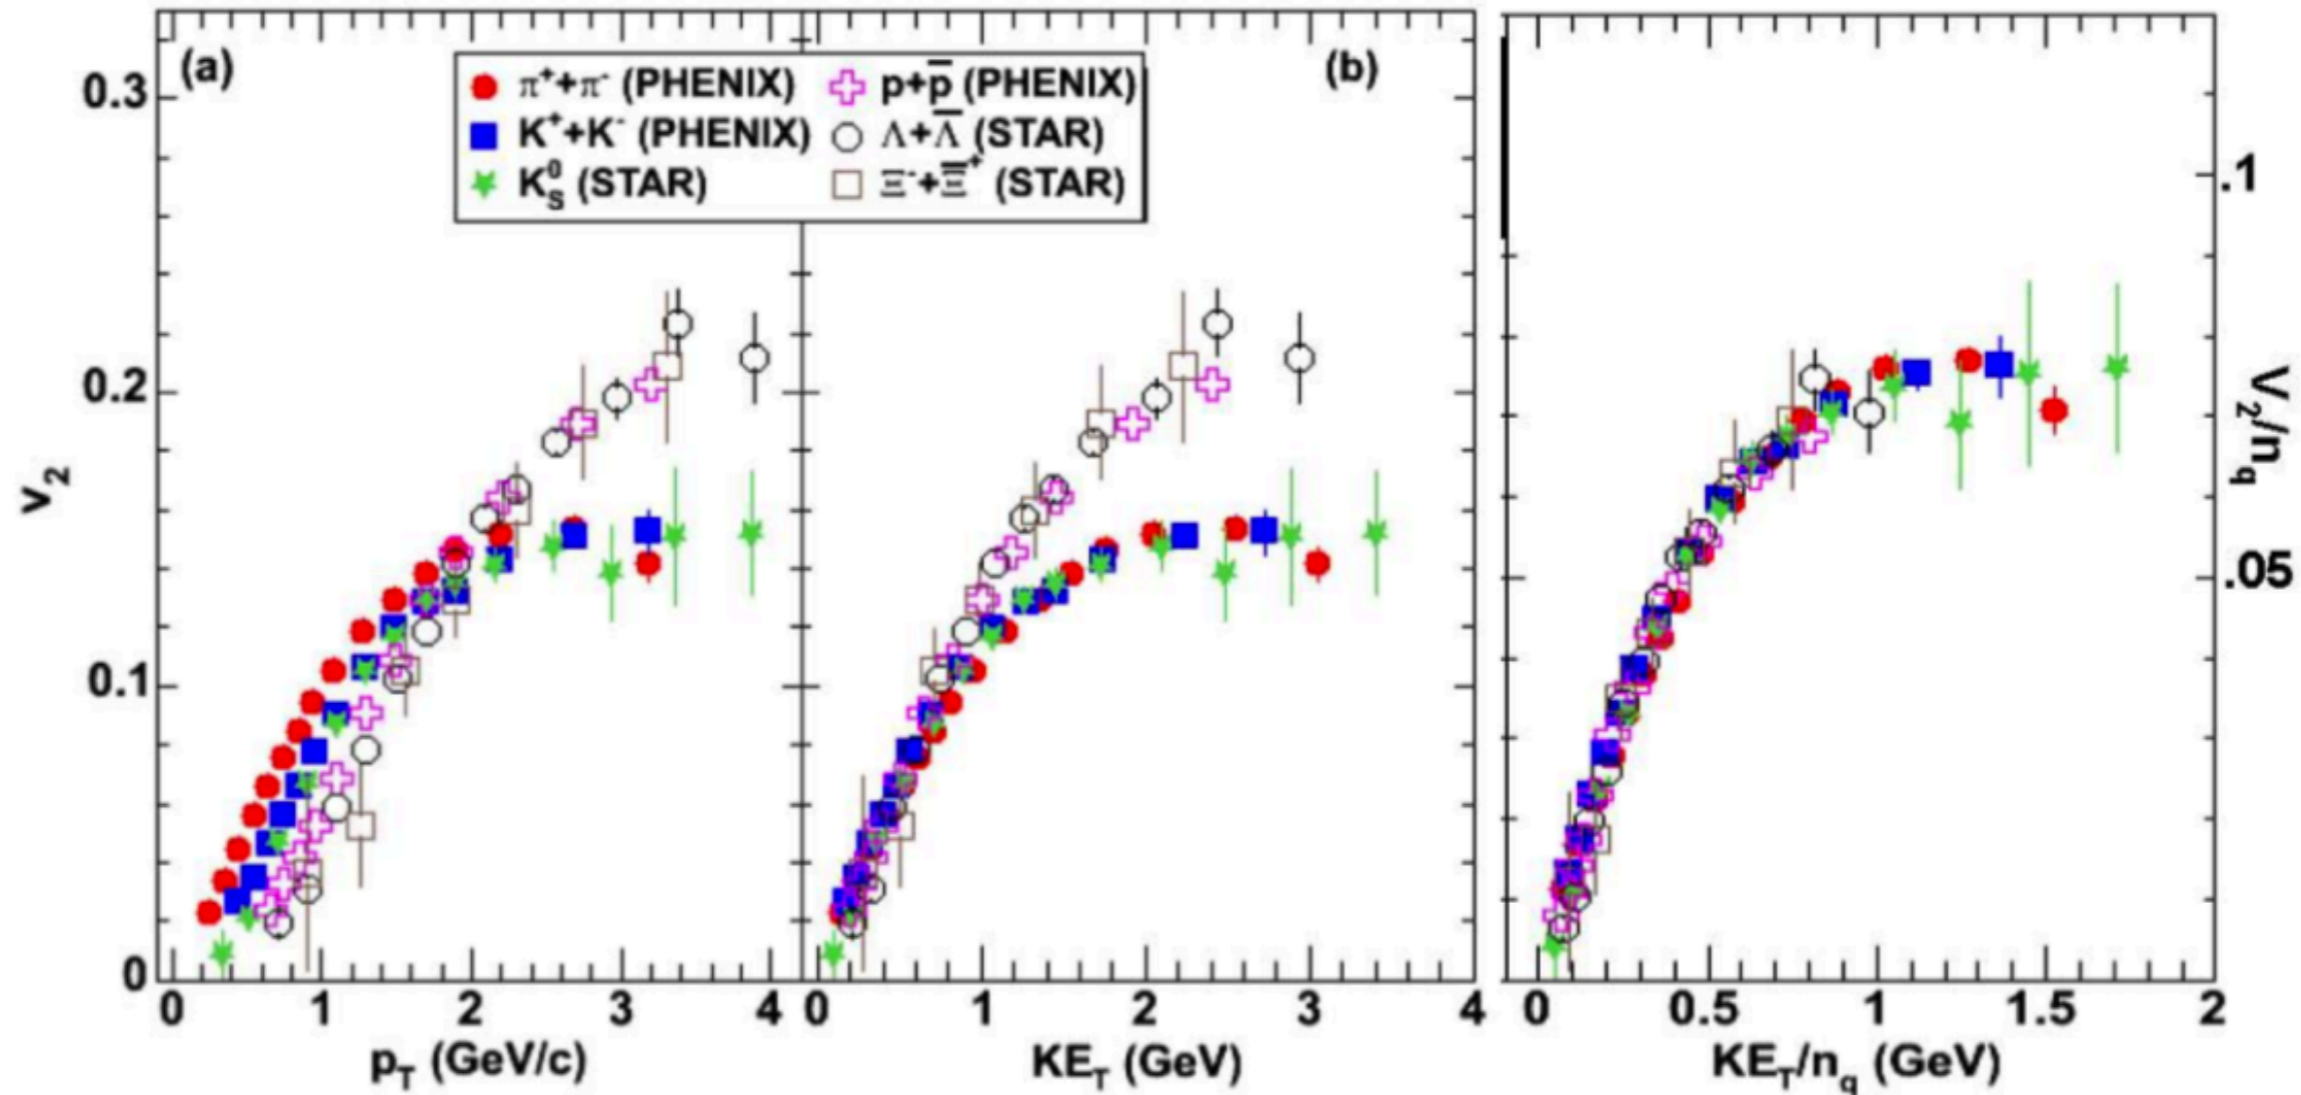 (a)
(b)
π⁺+π⁻ (PHENIX)
K⁺+K⁻ (PHENIX)
K⁰S (STAR)
p+p̅ (PHENIX)
Λ+Λ̅ (STAR)
Ξ⁻+Ξ̅⁺ (STAR)
v₂
0.3
0.2
0.1
0
0 1 2 3 4
pT (GeV/c)
0 1 2 3 4
KET (GeV)
0 0.5 1 1.5 2
KET/nq (GeV)
.1
.05
V₂/nq